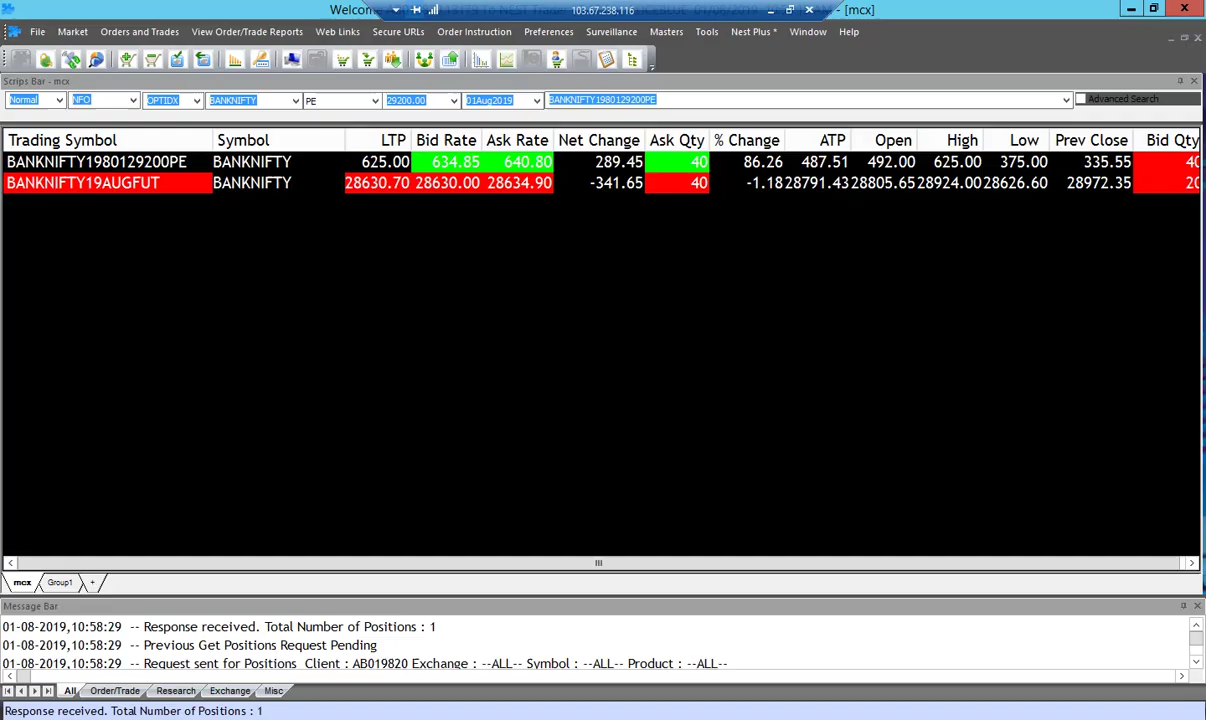 Welcom 103.67.238.116 - [mcx]
File Market Orders and Trades View Order/Trade Reports Web Links Secure URLs Order Instruction Preferences Surveillance Masters Tools Nest Plus * Window Help
Scrips Bar - mcx
Normal NFO OPTIDX BANKNIFTY PE 29200.00 01Aug2019 BANKNIFTY1980129200PE Advanced Search
Trading Symbol Symbol LTP Bid Rate Ask Rate Net Change Ask Qty % Change ATP Open High Low Prev Close Bid Qty
BANKNIFTY1980129200PE BANKNIFTY 625.00 634.85 640.80 289.45 40 86.26 487.51 492.00 625.00 375.00 335.55 40
BANKNIFTY19AUGFUT BANKNIFTY 28630.70 28630.00 28634.90 -341.65 40 -1.18 28791.43 28805.65 28924.00 28626.60 28972.35 20
mcx Group1 +
Message Bar
01-08-2019,10:58:29 -- Response received. Total Number of Positions : 1
01-08-2019,10:58:29 -- Previous Get Positions Request Pending
01-08-2019,10:58:29 -- Request sent for Positions Client : AB019820 Exchange : --ALL-- Symbol : --ALL-- Product : --ALL--
All Order/Trade Research Exchange Misc
Response received. Total Number of Positions : 1